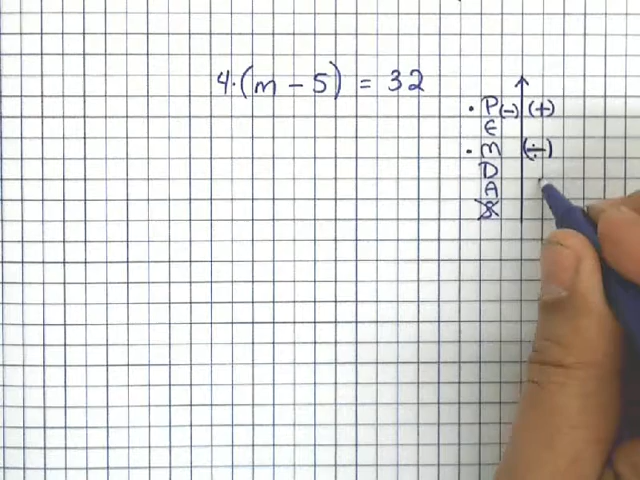 4·(m - 5) = 32
· P(-) (+)
E
· M (÷)
D
A
S